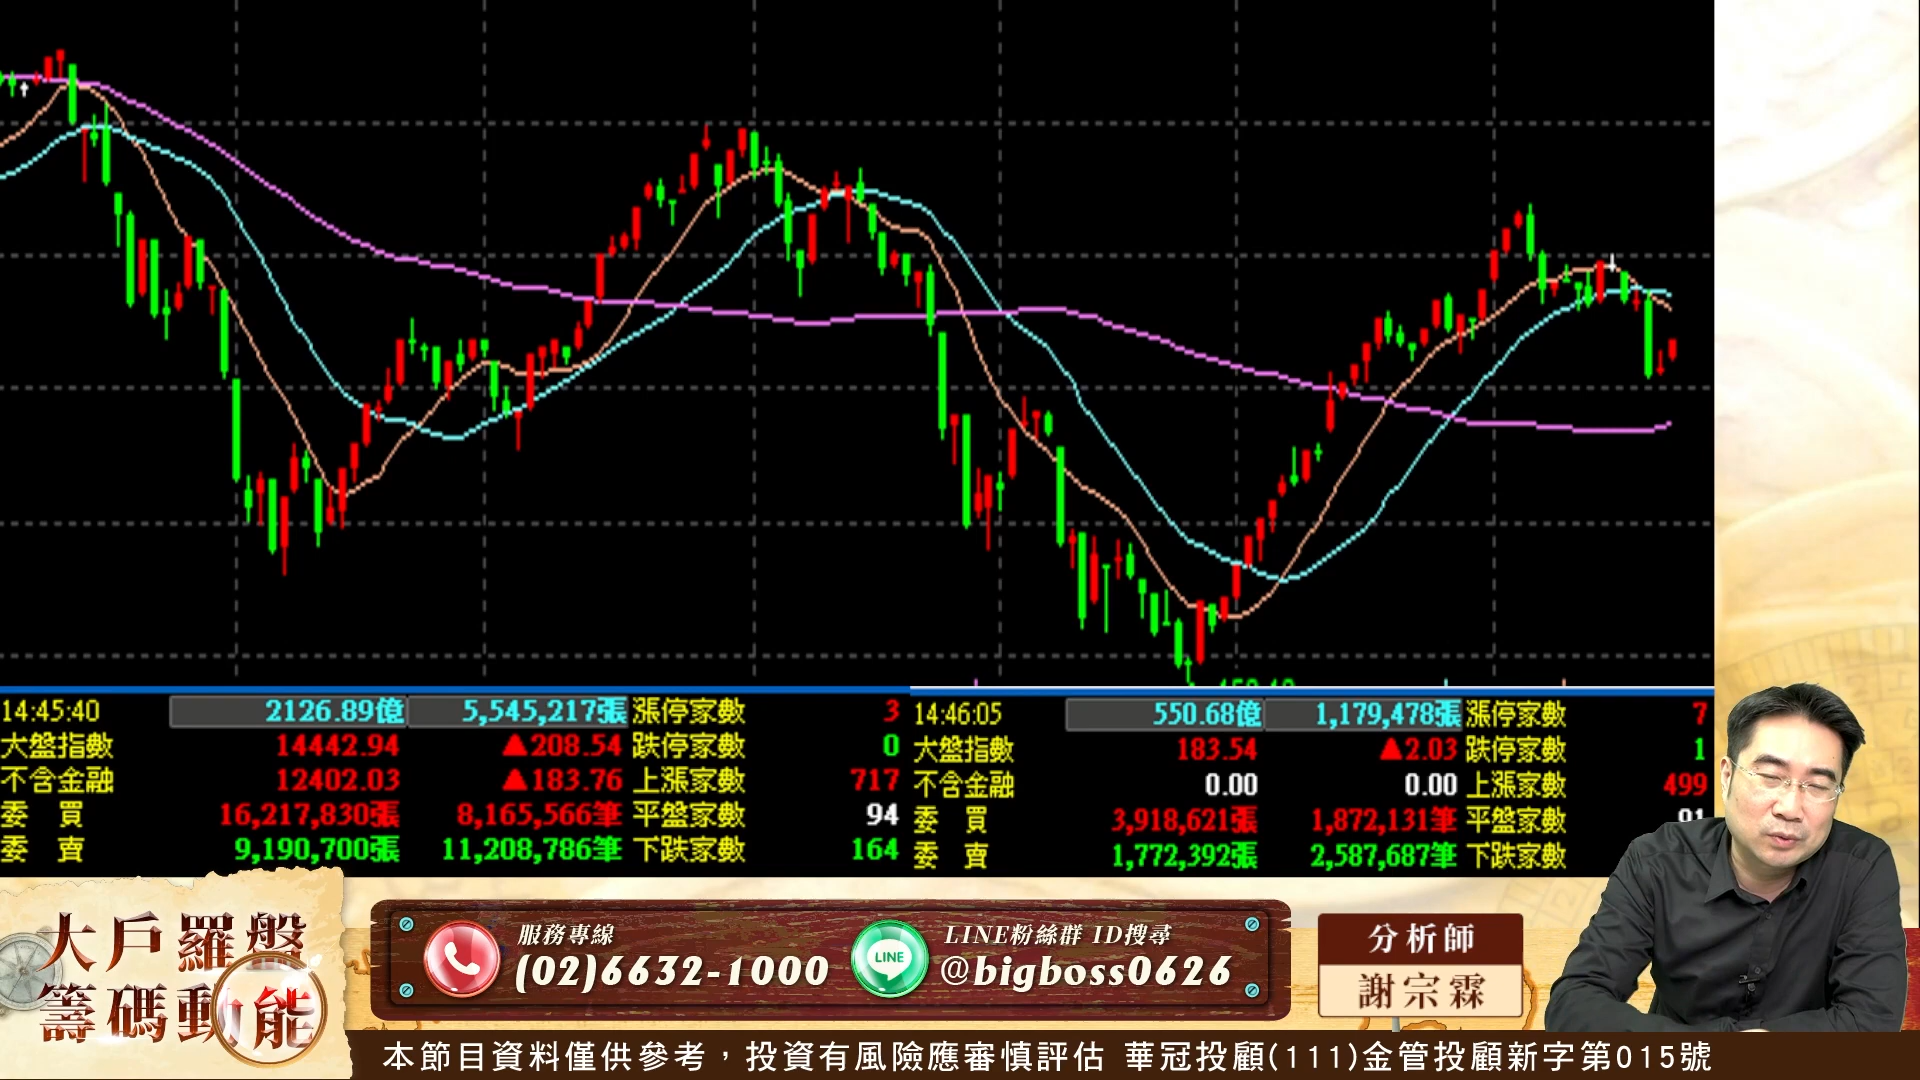 14:45:40 2126.89億 5,545,217張 漲停家數 3
大盤指數 14442.94 ▲208.54 跌停家數 0
不含金融 12402.03 ▲183.76 上漲家數 717
委 買 16,217,830張 8,165,566筆 平盤家數 94
委 賣 9,190,700張 11,208,786筆 下跌家數 164
14:46:05 550.68億 1,179,478張 漲停家數 7
大盤指數 183.54 ▲2.03 跌停家數 1
不含金融 0.00 0.00 上漲家數 499
委 買 3,918,621張 1,872,131筆 平盤家數
委 賣 1,772,392張 2,587,687筆 下跌家數
大戶羅盤
籌碼動能
服務專線
(02)6632-1000
LINE
LINE粉絲群 ID搜尋
@bigboss0626
分析師
謝宗霖
本節目資料僅供參考，投資有風險應審慎評估 華冠投顧(111)金管投顧新字第015號